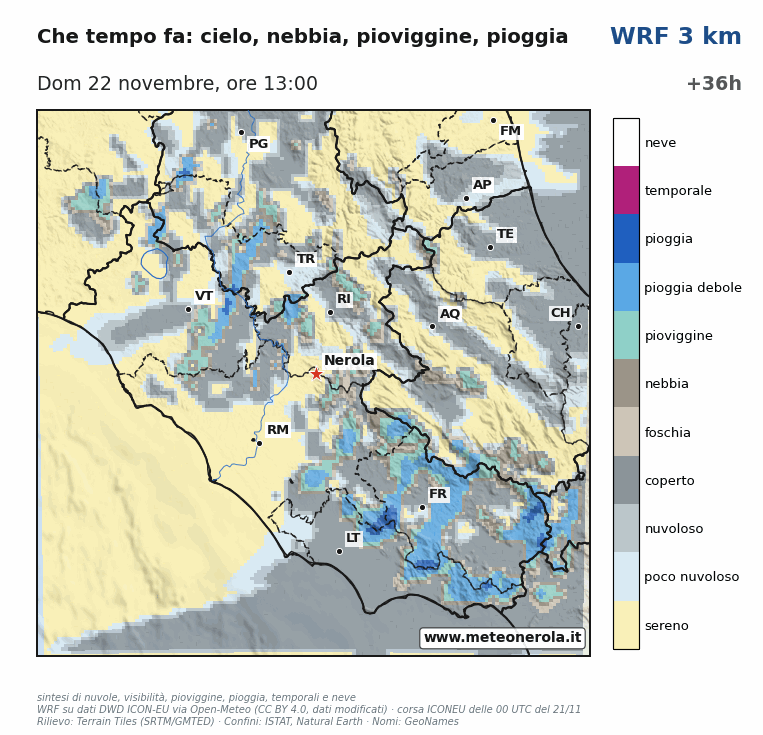 Che tempo fa: cielo, nebbia, pioviggine, pioggia
WRF 3 km
Dom 22 novembre, ore 13:00
+36h
PG
FM
AP
TE
TR
VT
RI
AQ
CH
Nerola
RM
FR
LT
www.meteonerola.it
neve
temporale
pioggia
pioggia debole
pioviggine
nebbia
foschia
coperto
nuvoloso
poco nuvoloso
sereno
sintesi di nuvole, visibilità, pioviggine, pioggia, temporali e neve
WRF su dati DWD ICON-EU via Open-Meteo (CC BY 4.0, dati modificati) · corsa ICONEU delle 00 UTC del 21/11
Rilievo: Terrain Tiles (SRTM/GMTED) · Confini: ISTAT, Natural Earth · Nomi: GeoNames